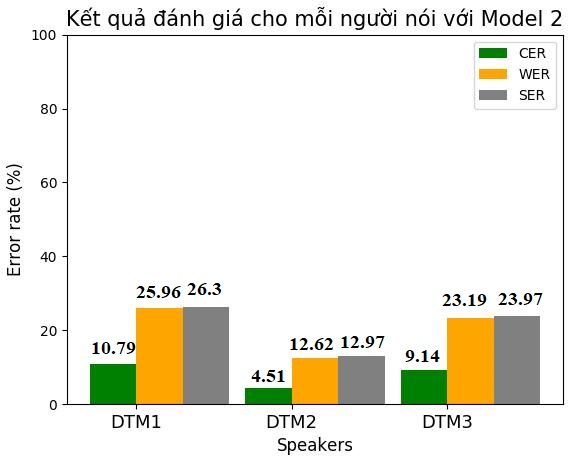 Kết quả đánh giá cho mỗi người nói với Model 2
100
80
60
40
20
0
Error rate (%)
CER
WER
SER
10.79
25.96
26.3
4.51
12.62
12.97
9.14
23.19
23.97
DTM1
DTM2
DTM3
Speakers